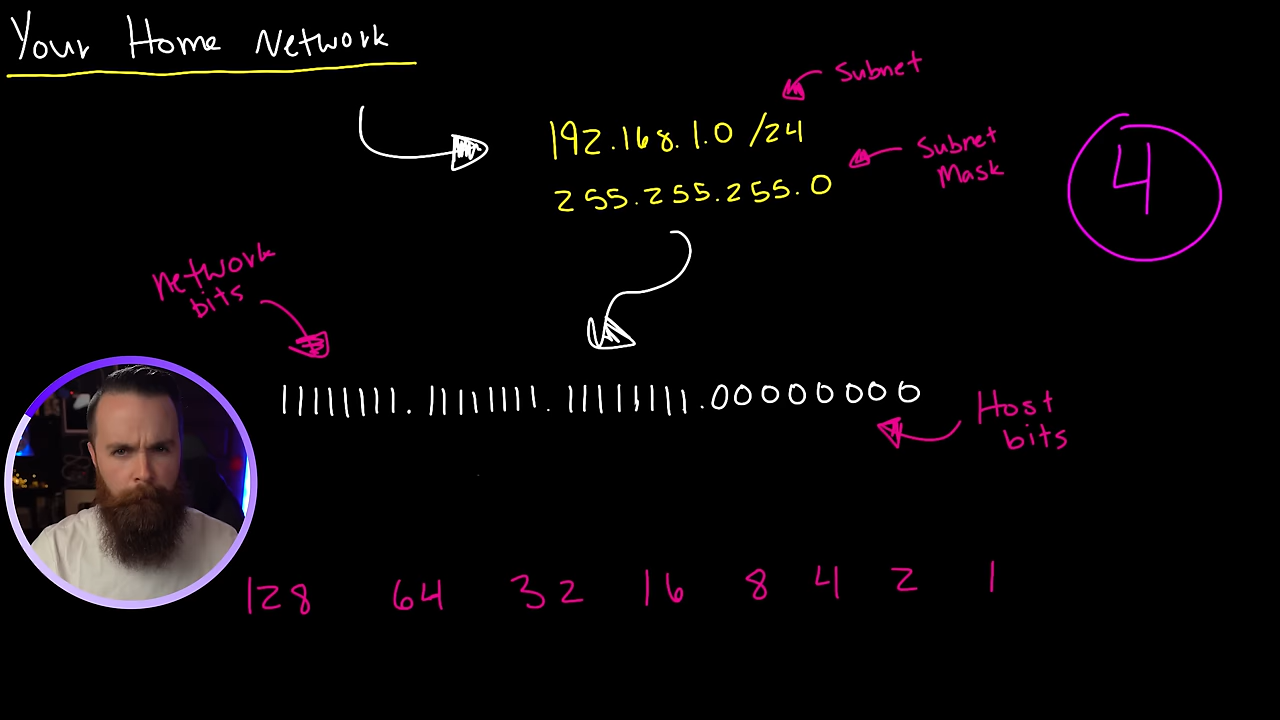 Your Home Network
Subnet
192.168.1.0 /24
Subnet
Mask
255.255.255.0
4
Network
bits
11111111.11111111.11111111.00000000
Host
bits
128 64 32 16 8 4 2 1